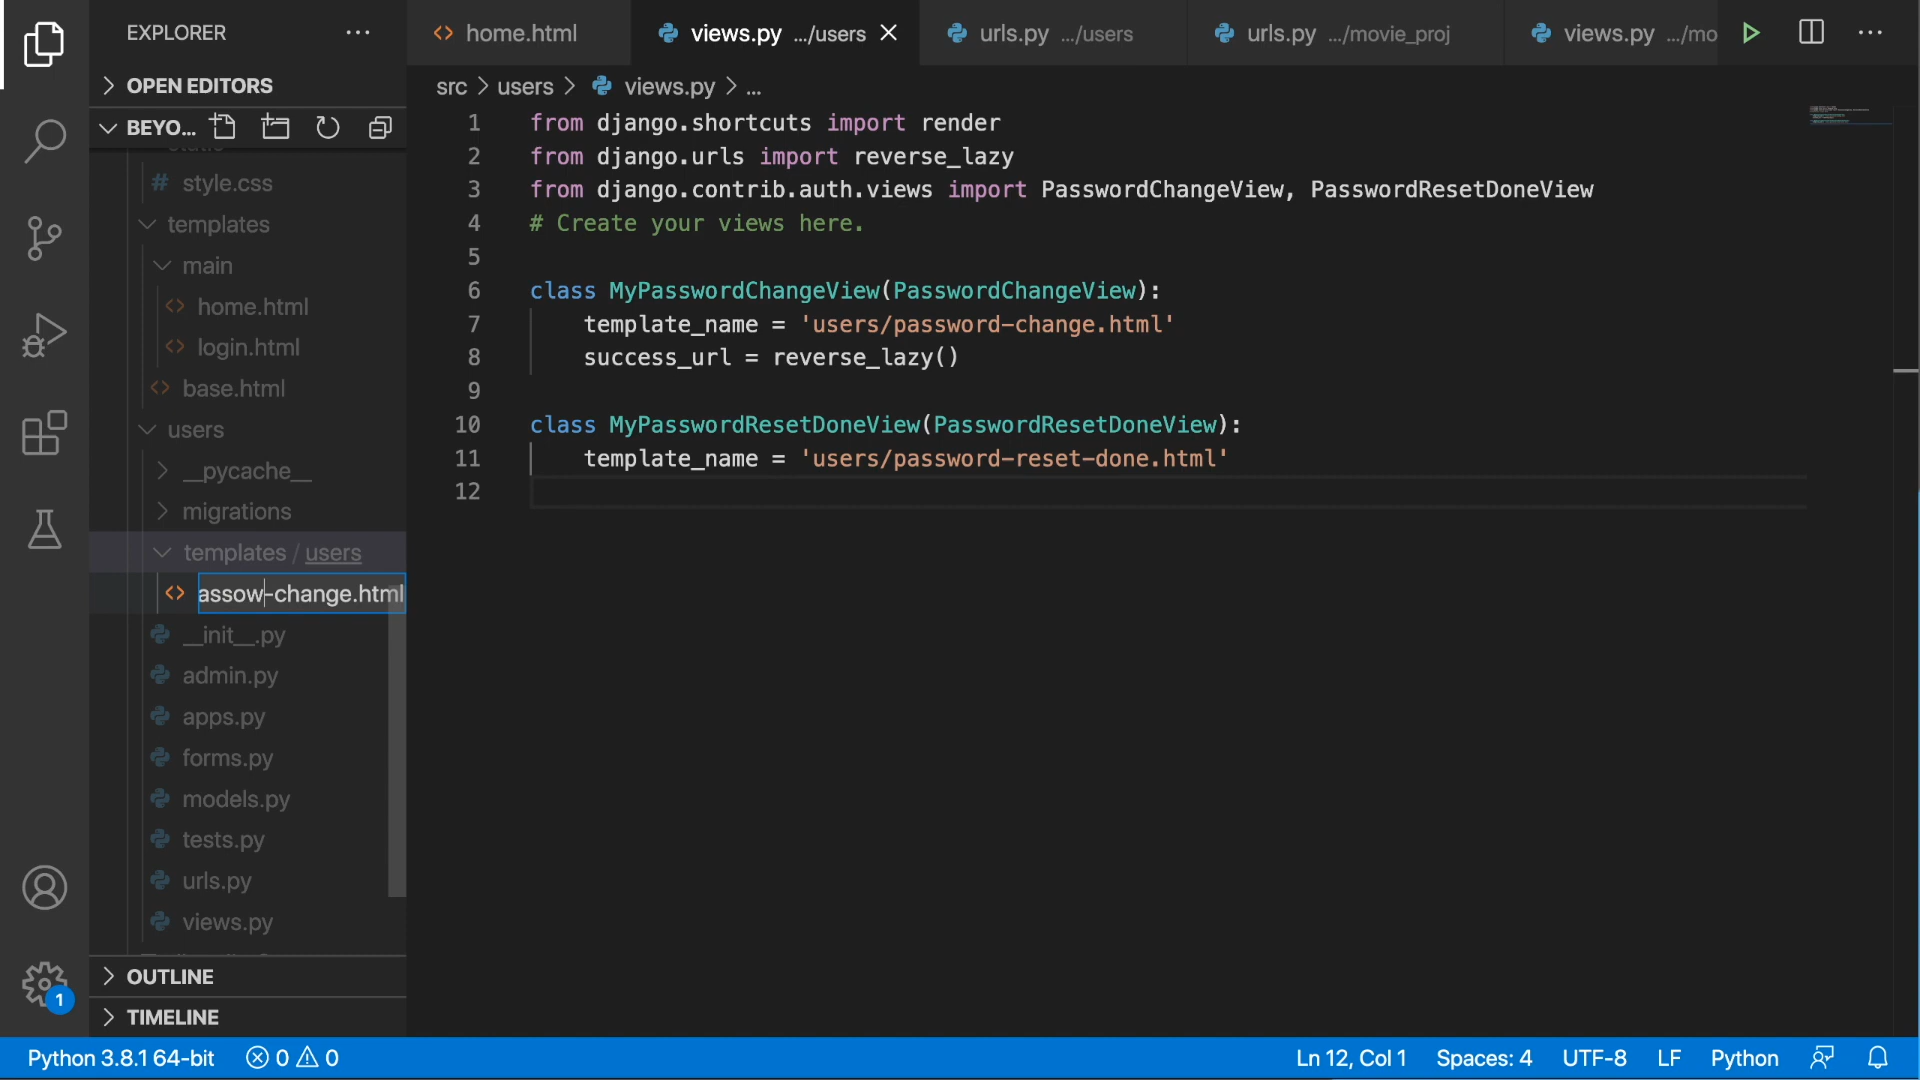 EXPLORER
home.html
views.py .../users
urls.py .../users
urls.py .../movie_proj
views.py .../mo
OPEN EDITORS
BEYO...
style.css
templates
main
home.html
login.html
base.html
users
__pycache__
migrations
templates / users
assow-change.html
__init__.py
admin.py
apps.py
forms.py
models.py
tests.py
urls.py
views.py
OUTLINE
TIMELINE
src > users > views.py > ...
1 from django.shortcuts import render
2 from django.urls import reverse_lazy
3 from django.contrib.auth.views import PasswordChangeView, PasswordResetDoneView
4 # Create your views here.
5
6 class MyPasswordChangeView(PasswordChangeView):
7 template_name = 'users/password-change.html'
8 success_url = reverse_lazy()
9
10 class MyPasswordResetDoneView(PasswordResetDoneView):
11 template_name = 'users/password-reset-done.html'
12
1
Python 3.8.1 64-bit 0 0 Ln 12, Col 1 Spaces: 4 UTF-8 LF Python